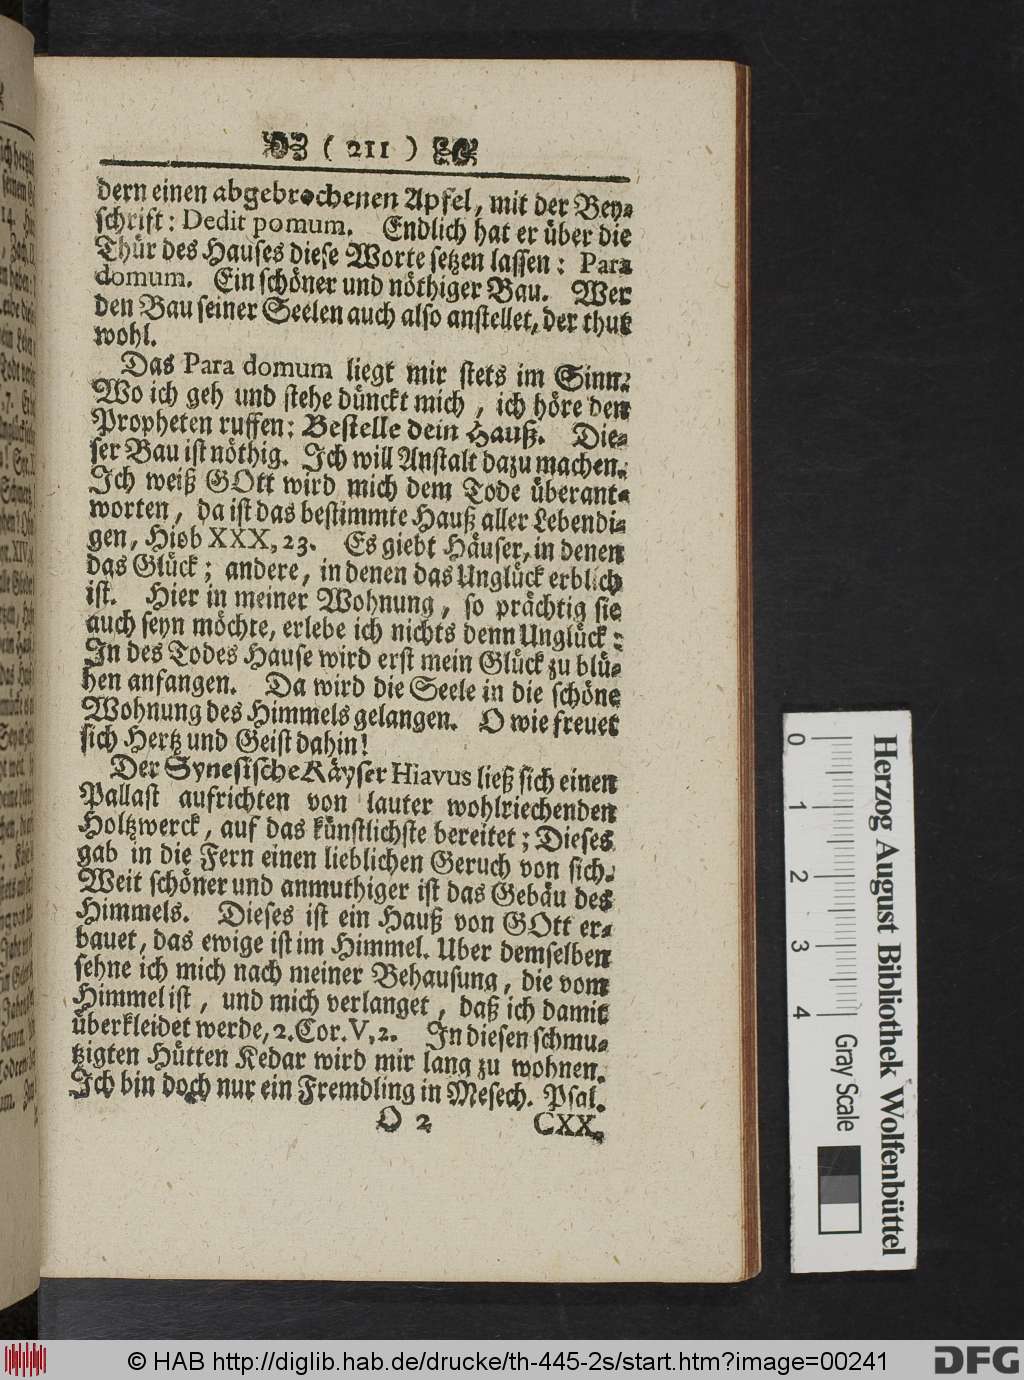 ( 211 )
dern einen abgebrochenen Apfel, mit der Bey-
schrift: Dedit pomum. Endlich hat er über die
Thür des Hauses diese Worte setzen lassen: Para
domum. Ein schöner und nöthiger Bau. Wer
den Bau seiner Seelen auch also anstellet, der thut
wohl.
Das Para domum liegt mir stets im Sinn.
Wo ich geh und stehe dünckt mich, ich höre den
Propheten ruffen: Bestelle dein Hauß. Die-
ser Bau ist nöthig. Ich will Anstalt dazu machen.
Ich weiß GOtt wird mich dem Tode überant-
worten, da ist das bestimmte Hauß aller Lebendi-
gen, Hiob XXX, 23. Es giebt Häuser, in denen
das Glück; andere, in denen das Unglück erblich
ist. Hier in meiner Wohnung, so prächtig sie
auch seyn möchte, erlebe ich nichts denn Unglück:
In des Todes Hause wird erst mein Glück zu blü-
hen anfangen. Da wird die Seele in die schöne
Wohnung des Himmels gelangen. O wie freuet
sich Hertz und Geist dahin!
Der Synesische Käyser Hiavus ließ sich einen
Pallast aufrichten von lauter wohlriechenden
Holtzwerck, auf das künstlichste bereitet; Dieses
gab in die Fern einen lieblichen Geruch von sich.
Weit schöner und anmuthiger ist das Gebäu des
Himmels. Dieses ist ein Hauß von GOtt er-
bauet, das ewige ist im Himmel. Uber demselben
sehne ich mich nach meiner Behausung, die vom
Himmel ist, und mich verlanget, daß ich damit
überkleidet werde, 2. Cor. V, 2. In diesen schmu-
tzigten Hütten Kedar wird mir lang zu wohnen.
Ich bin doch nur ein Fremdling in Mesech. Psal.
O 2 CXX.
Herzog August Bibliothek Wolfenbüttel
0 1 2 3 4 Gray Scale
© HAB http://diglib.hab.de/drucke/th-445-2s/start.htm?image=00241
DFG